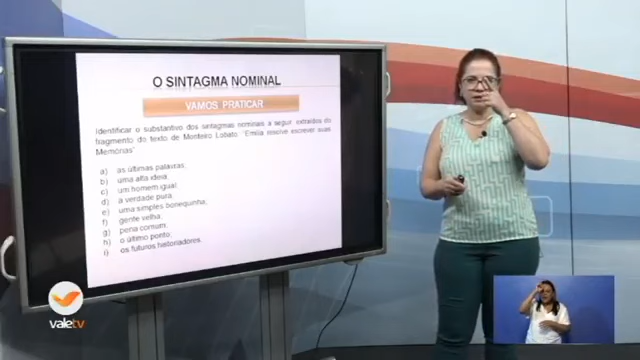 O SINTAGMA NOMINAL
VAMOS PRATICAR
Identificar o substantivo dos sintagmas nominais a seguir, extraídos do
fragmento do texto de Monteiro Lobato: "Emília resolve escrever suas
Memórias"
a) as últimas palavras;
b) uma alta ideia;
c) um homem igual;
d) a verdade pura;
e) uma simples bonequinha;
f) gente velha;
g) pena comum;
h) o último ponto;
i) os futuros historiadores.
valetv